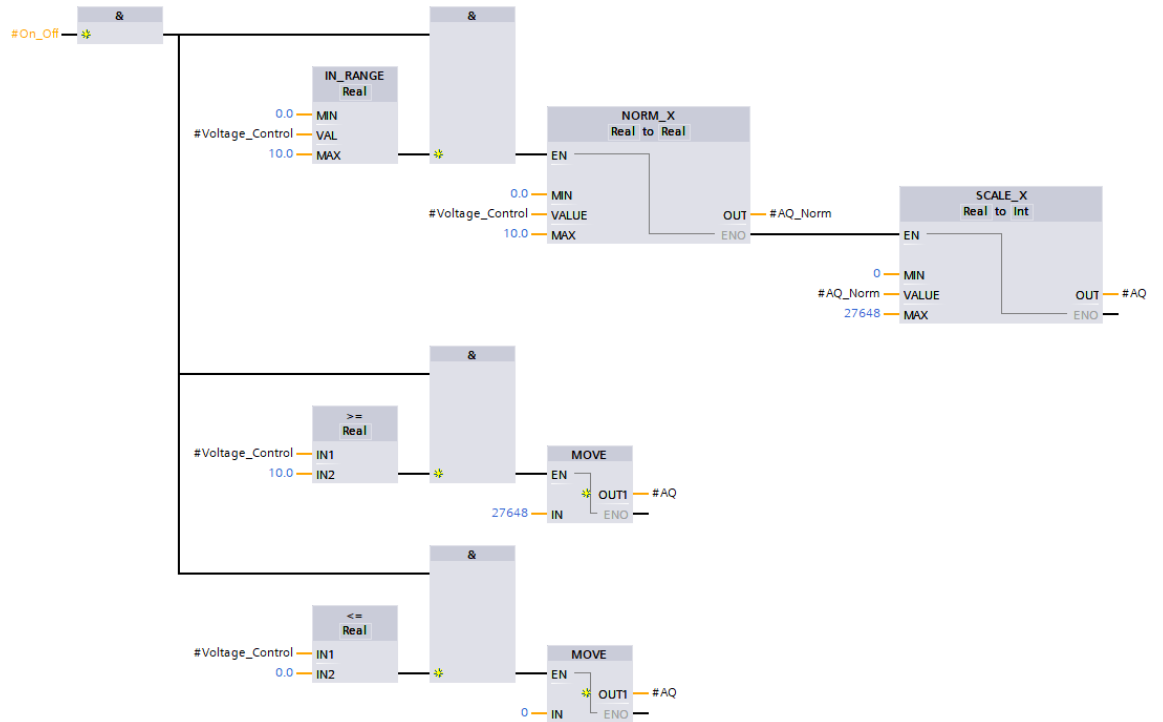 &
&
#On_Off
IN_RANGE
Real
0.0 MIN
#Voltage_Control VAL
10.0 MAX
NORM_X
Real to Real
EN
0.0 MIN
#Voltage_Control VALUE OUT #AQ_Norm
10.0 MAX ENO
SCALE_X
Real to Int
EN
0 MIN
#AQ_Norm VALUE OUT #AQ
27648 MAX ENO
&
>=
Real
#Voltage_Control IN1
10.0 IN2
MOVE
EN
OUT1 #AQ
27648 IN ENO
&
<=
Real
#Voltage_Control IN1
0.0 IN2
MOVE
EN
OUT1 #AQ
0 IN ENO